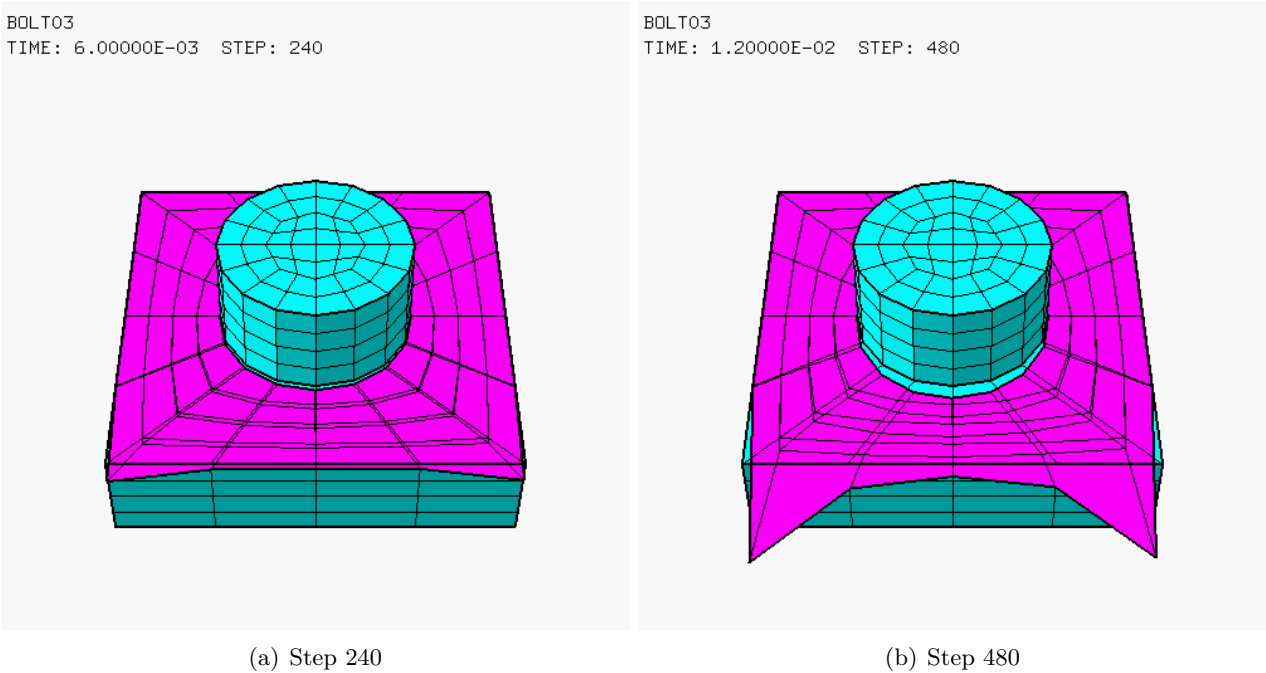 BOLT03
TIME: 6.00000E-03 STEP: 240
BOLT03
TIME: 1.20000E-02 STEP: 480
(a) Step 240
(b) Step 480